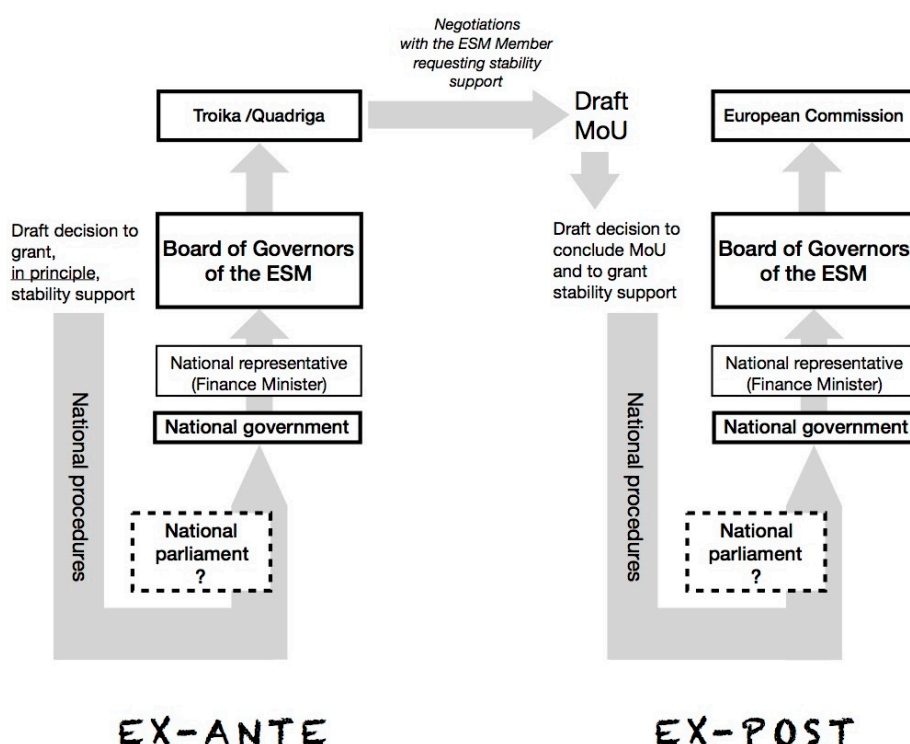 Negotiations
with the ESM Member
requesting stability
support
Troika /Quadriga
Draft
MoU
European Commission
Draft decision to
grant,
in principle,
stability support
Board of Governors
of the ESM
Draft decision to
conclude MoU
and to grant
stability support
Board of Governors
of the ESM
National representative
(Finance Minister)
National government
National representative
(Finance Minister)
National government
National procedures
National
parliament
?
National procedures
National
parliament
?
EX-ANTE
EX-POST